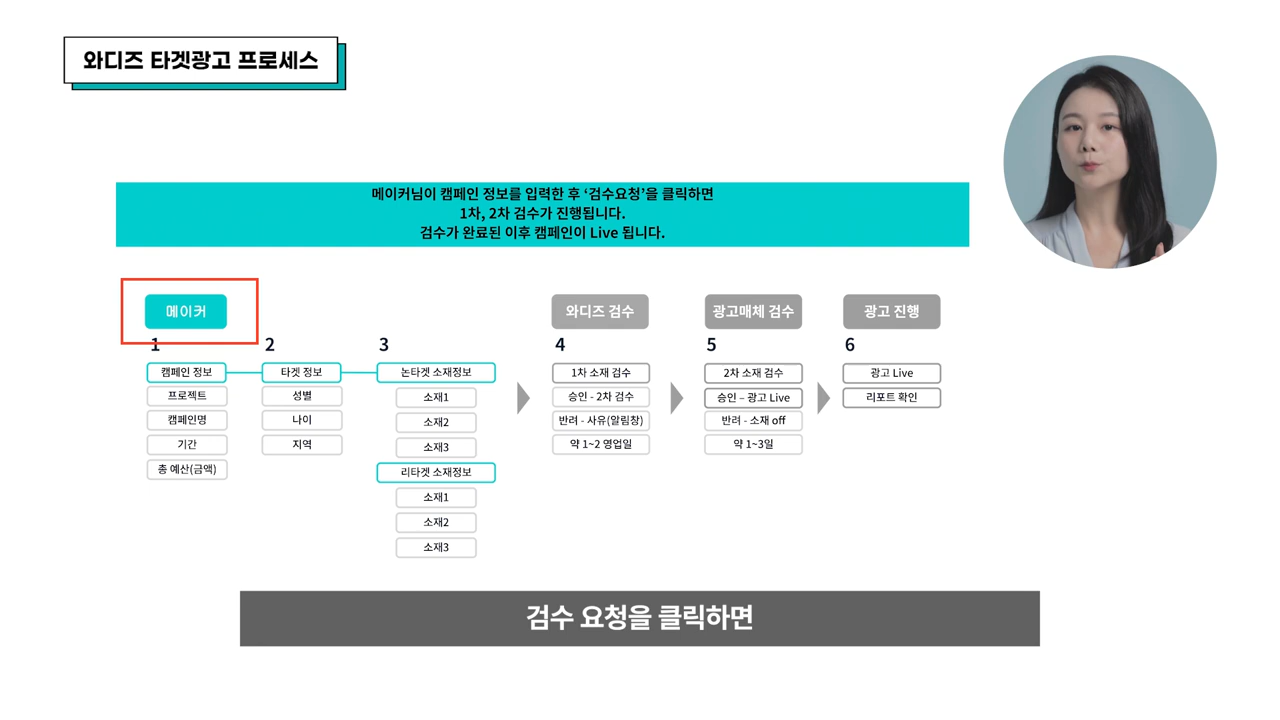 와디즈 타겟광고 프로세스
메이커님이 캠페인 정보를 입력한 후 ‘검수요청’을 클릭하면
1차, 2차 검수가 진행됩니다.
검수가 완료된 이후 캠페인이 Live 됩니다.
메이커
1
캠페인 정보
프로젝트
캠페인명
기간
총 예산(금액)
2
타겟 정보
성별
나이
지역
3
논타겟 소재정보
소재1
소재2
소재3
리타겟 소재정보
소재1
소재2
소재3
와디즈 검수
4
1차 소재 검수
승인 - 2차 검수
반려 - 사유(알림창)
약 1~2 영업일
광고매체 검수
5
2차 소재 검수
승인 – 광고 Live
반려 - 소재 off
약 1~3일
광고 진행
6
광고 Live
리포트 확인
검수 요청을 클릭하면